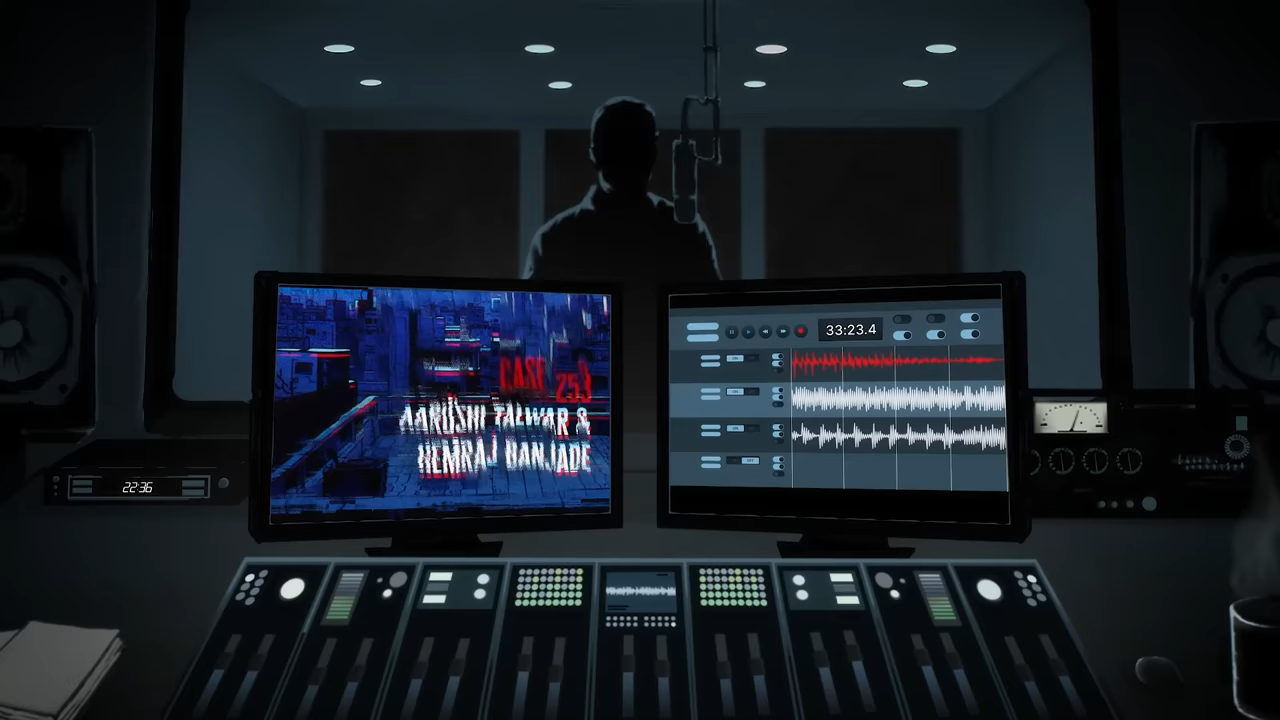 CASE 253
AARUSHI TALWAR &
HEMRAJ BANJADE
33:23.4
22:36